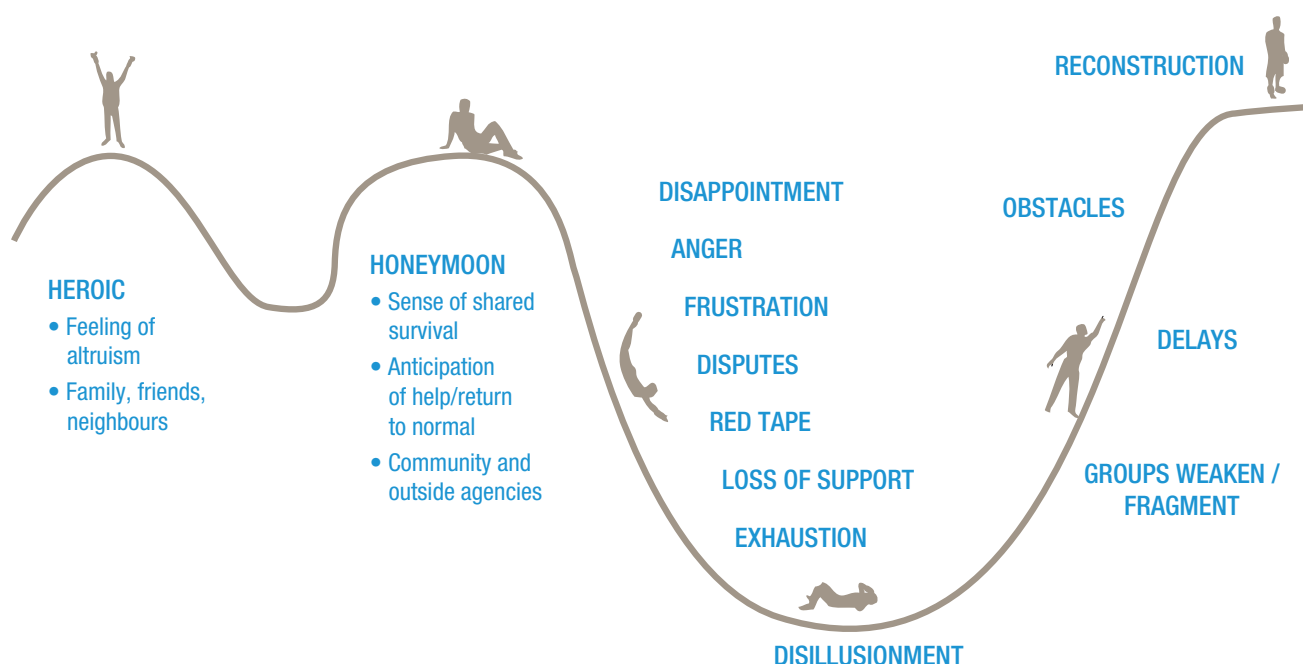 HEROIC
• Feeling of
altruism
• Family, friends,
neighbours
HONEYMOON
• Sense of shared
survival
• Anticipation
of help/return
to normal
• Community and
outside agencies
DISAPPOINTMENT
ANGER
FRUSTRATION
DISPUTES
RED TAPE
LOSS OF SUPPORT
EXHAUSTION
DISILLUSIONMENT
RECONSTRUCTION
OBSTACLES
DELAYS
GROUPS WEAKEN /
FRAGMENT